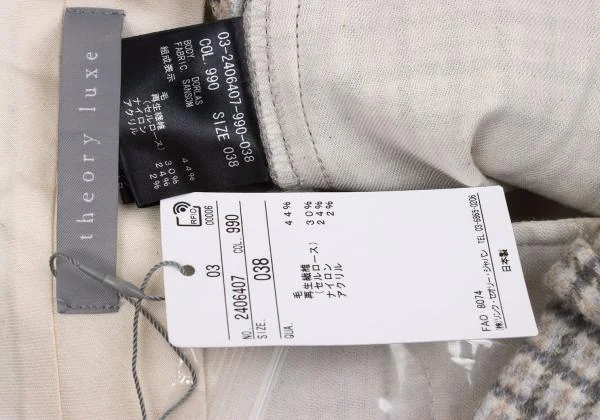 theory luxe
03-2406407-990-038
COL. 990 SIZE 038
BODY. DORLAS
FABRIC SANSOM
組成表示
毛 44%
再生繊維
(セルロース) 30%
ナイロン 24%
アクリル 2%
RFID
00006
03
NO. 2406407 COL. 990
SIZE. 038
QUA.
毛 44%
再生繊維
(セルロース) 30%
ナイロン 24%
アクリル 2%
FAO 8074
(株)リンク・セオリー・ジャパン TEL 03-6865-0206
日本製